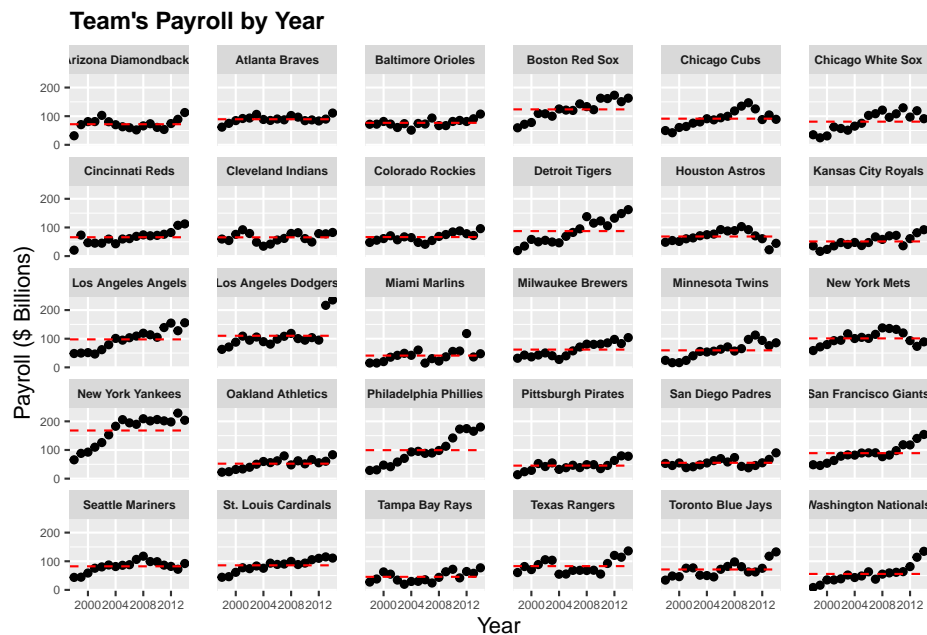 Team's Payroll by Year
Arizona Diamondback
Atlanta Braves
Baltimore Orioles
Boston Red Sox
Chicago Cubs
Chicago White Sox
200
100
0
Cincinnati Reds
Cleveland Indians
Colorado Rockies
Detroit Tigers
Houston Astros
Kansas City Royals
200
100
0
Los Angeles Angels
Los Angeles Dodgers
Miami Marlins
Milwaukee Brewers
Minnesota Twins
New York Mets
200
100
0
New York Yankees
Oakland Athletics
Philadelphia Phillies
Pittsburgh Pirates
San Diego Padres
San Francisco Giants
200
100
0
Seattle Mariners
St. Louis Cardinals
Tampa Bay Rays
Texas Rangers
Toronto Blue Jays
Washington Nationals
200
100
0
2000 2004 2008 2012
2000 2004 2008 2012
2000 2004 2008 2012
2000 2004 2008 2012
2000 2004 2008 2012
2000 2004 2008 2012
Year
Payroll ($ Billions)